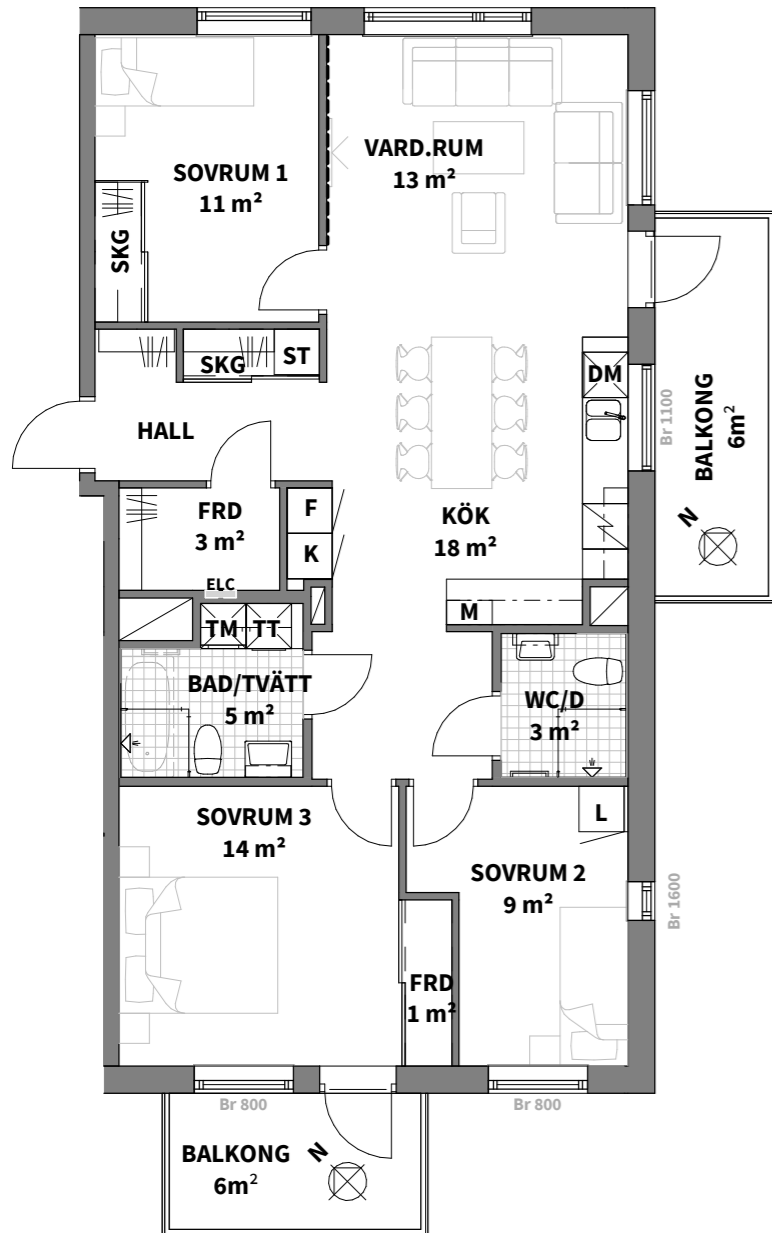 SOVRUM 1
11 m²
VARD.RUM
13 m²
SKG
SKG
ST
DM
HALL
BALKONG
6m²
Br 1100
N
FRD
3 m²
F
K
KÖK
18 m²
ELC
TM
TT
M
BAD/TVÄTT
5 m²
WC/D
3 m²
SOVRUM 3
14 m²
L
SOVRUM 2
9 m²
Br 1600
FRD
1 m²
Br 800
Br 800
BALKONG
6m²
N